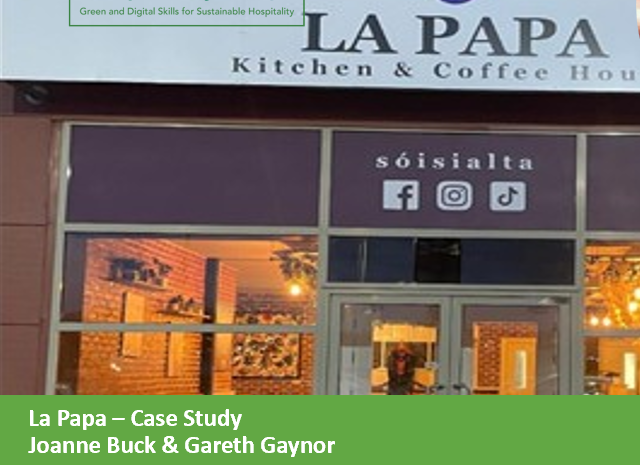 Green and Digital Skills for Sustainable Hospitality
LA PAPA
Kitchen & Coffee Hou
sóisialta
La Papa – Case Study
Joanne Buck & Gareth Gaynor